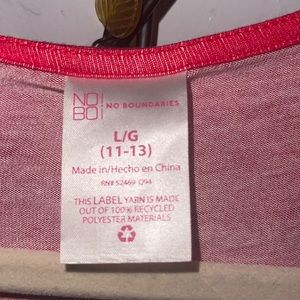 NO!
BO!
NO BOUNDARIES
L/G
(11-13)
Made in/Hecho en China
RN# 52469 0294
THIS LABEL YARN IS MADE
OUT OF 100% RECYCLED
POLYESTER MATERIALS